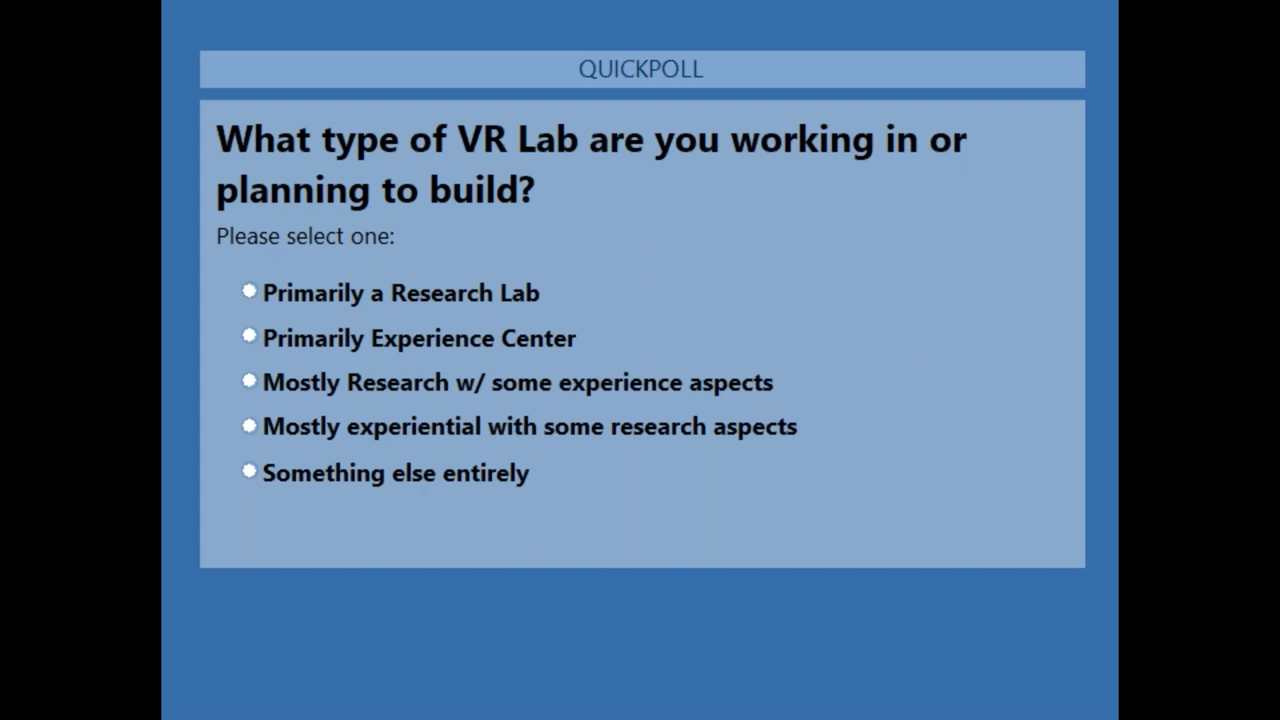 QUICKPOLL
What type of VR Lab are you working in or
planning to build?
Please select one:
Primarily a Research Lab
Primarily Experience Center
Mostly Research w/ some experience aspects
Mostly experiential with some research aspects
Something else entirely